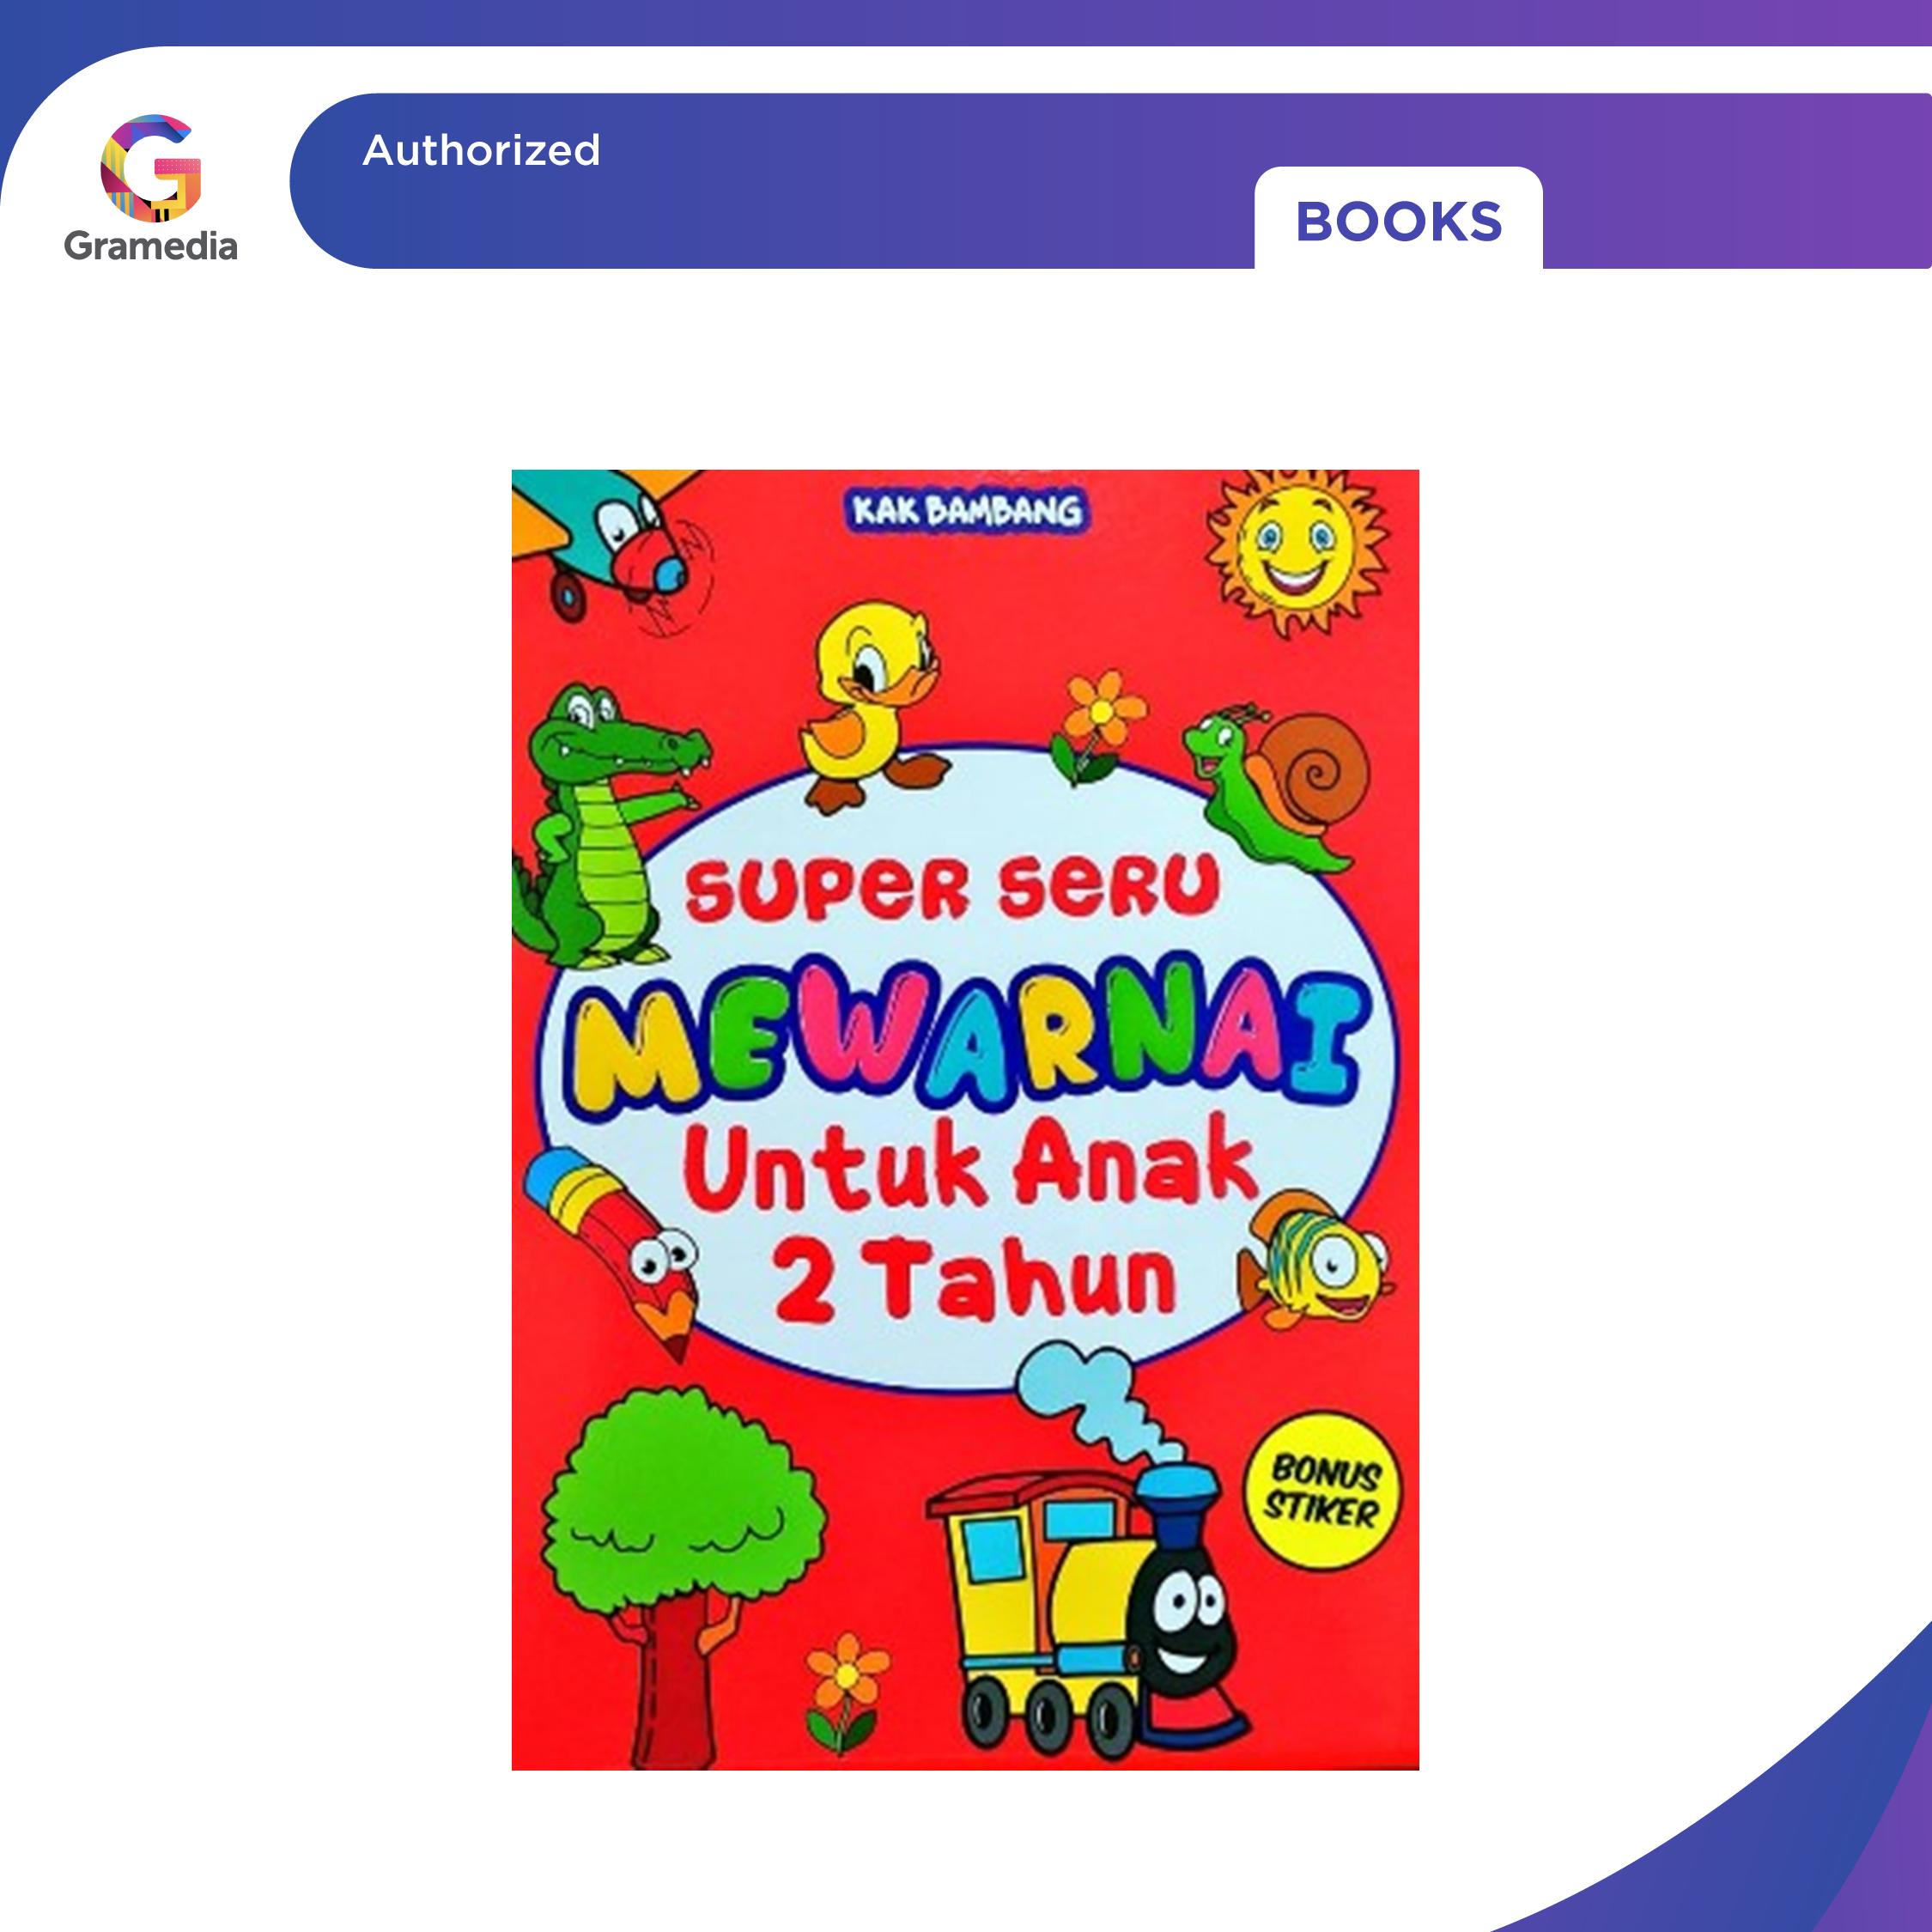 Gramedia
Authorized
BOOKS
KAK BAMBANG
SUPER SERU
MEWARNAI
Untuk Anak
2 Tahun
BONUS
STIKER